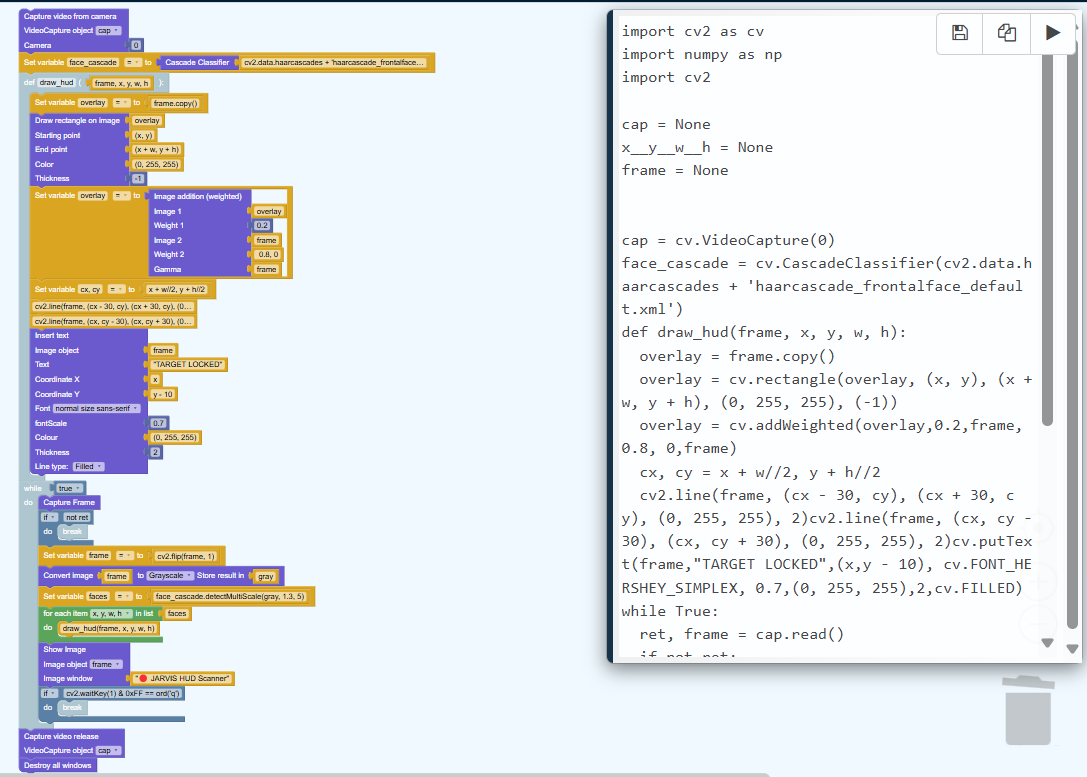 Capture video from camera
VideoCapture object cap
Camera 0
Set variable face_cascade = to Cascade Classifier cv2.data.haarcascades + 'haarcascade_frontalface...
def draw_hud ( frame, x, y, w, h ):
Set variable overlay = to frame.copy()
Draw rectangle on image overlay
Starting point (x, y)
End point (x + w, y + h)
Color (0, 255, 255)
Thickness -1
Set variable overlay = to Image addition (weighted)
Image 1 overlay
Weight 1 0.2
Image 2 frame
Weight 2 0.8, 0
Gamma frame
Set variable cx, cy = to x + w//2, y + h//2
cv2.line(frame, (cx - 30, cy), (cx + 30, cy), (0...
cv2.line(frame, (cx, cy - 30), (cx, cy + 30), (0...
Insert text
Image object frame
Text "TARGET LOCKED"
Coordinate X x
Coordinate Y y - 10
Font normal size sans-serif
fontScale 0.7
Colour (0, 255, 255)
Thickness 2
Line type: Filled
while true
do Capture Frame
if not ret
do break
Set variable frame = to cv2.flip(frame, 1)
Convert image frame to Grayscale Store result in gray
Set variable faces = to face_cascade.detectMultiScale(gray, 1.3, 5)
for each item x, y, w, h in list faces
do draw_hud(frame, x, y, w, h)
Show Image
Image object frame
Image window "🔴 JARVIS HUD Scanner"
if cv2.waitKey(1) & 0xFF == ord('q')
do break
Capture video release
VideoCapture object cap
Destroy all windows
import cv2 as cv
import numpy as np
import cv2
cap = None
x__y__w__h = None
frame = None
cap = cv.VideoCapture(0)
face_cascade = cv.CascadeClassifier(cv2.data.h
aarcascades + 'haarcascade_frontalface_defaul
t.xml')
def draw_hud(frame, x, y, w, h):
overlay = frame.copy()
overlay = cv.rectangle(overlay, (x, y), (x +
w, y + h), (0, 255, 255), (-1))
overlay = cv.addWeighted(overlay,0.2,frame,
0.8, 0,frame)
cx, cy = x + w//2, y + h//2
cv2.line(frame, (cx - 30, cy), (cx + 30, c
y), (0, 255, 255), 2)cv2.line(frame, (cx, cy -
30), (cx, cy + 30), (0, 255, 255), 2)cv.putTex
t(frame,"TARGET LOCKED",(x,y - 10), cv.FONT_HE
RSHEY_SIMPLEX, 0.7,(0, 255, 255),2,cv.FILLED)
while True:
ret, frame = cap.read()
if not ret: